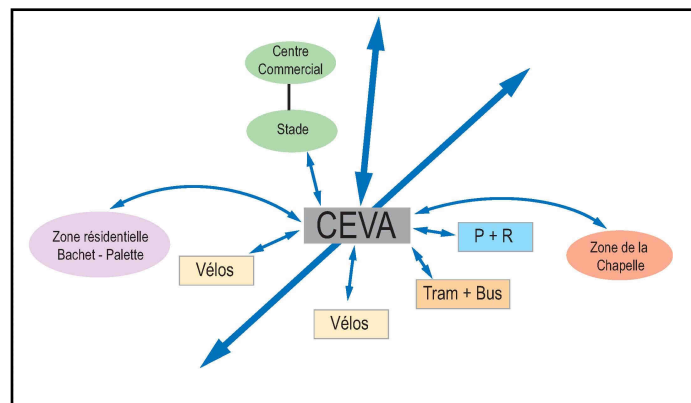 Centre
Commercial
Stade
CEVA
Zone résidentielle
Bachet - Palette
P + R
Zone de la
Chapelle
Vélos
Tram + Bus
Vélos